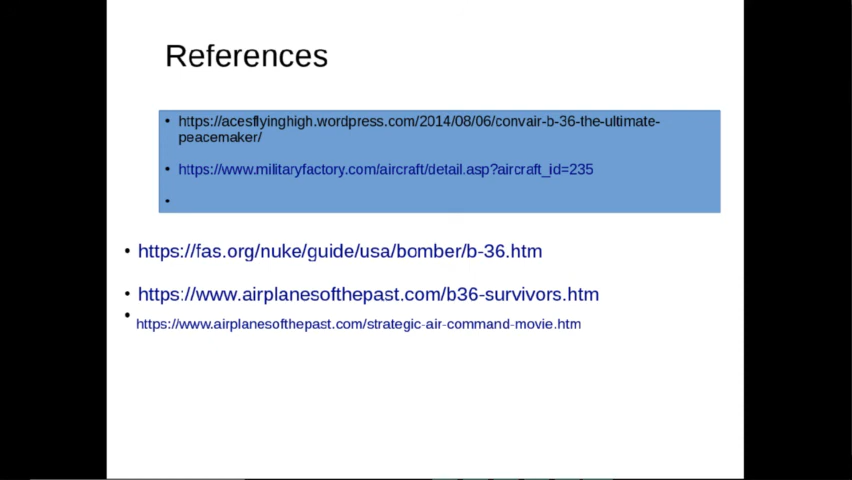 References
• https://acesflyinghigh.wordpress.com/2014/08/06/convair-b-36-the-ultimate-
peacemaker/
• https://www.militaryfactory.com/aircraft/detail.asp?aircraft_id=235
•
• https://fas.org/nuke/guide/usa/bomber/b-36.htm
• https://www.airplanesofthepast.com/b36-survivors.htm
• https://www.airplanesofthepast.com/strategic-air-command-movie.htm